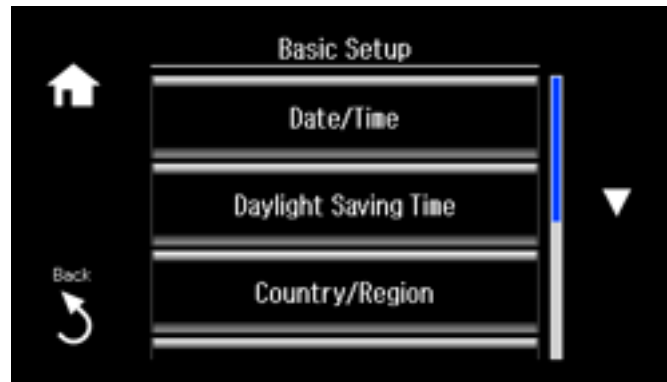 Basic Setup
Date/Time
Daylight Saving Time
Back
Country/Region